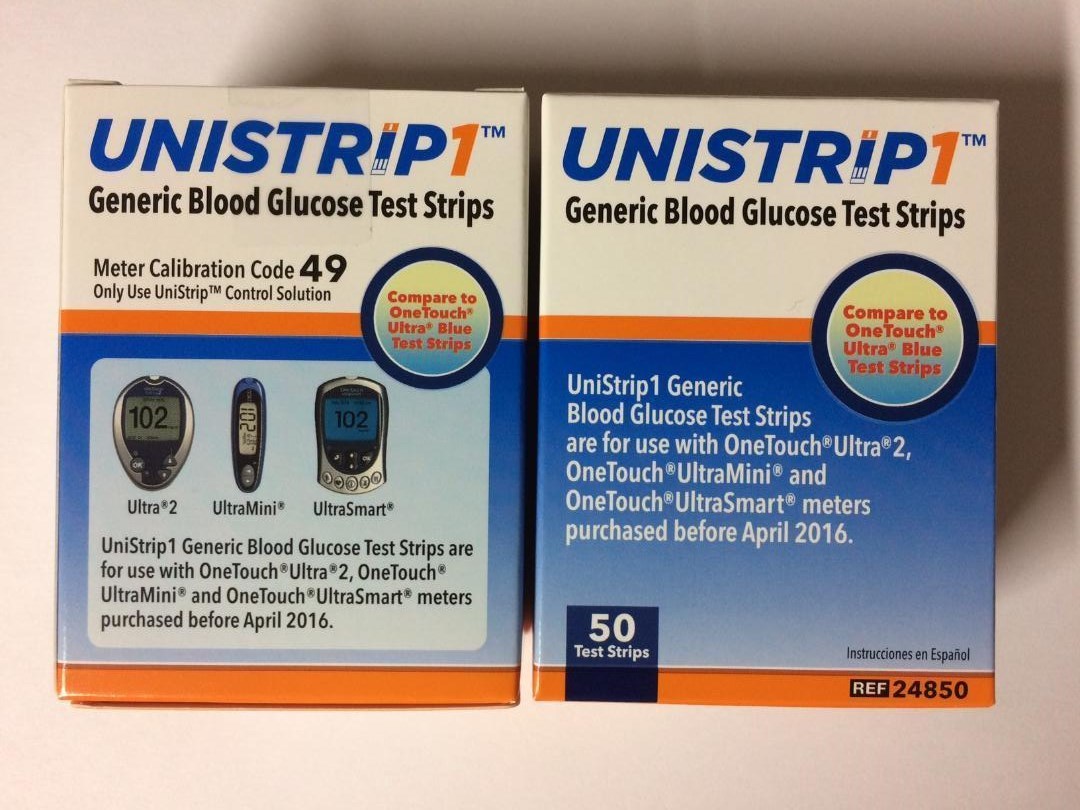 UNISTRIP1™
Generic Blood Glucose Test Strips
Meter Calibration Code 49
Only Use UniStrip™ Control Solution
Compare to
OneTouch®
Ultra® Blue
Test Strips
102
102
102
Ultra®2
UltraMini®
UltraSmart®
UniStrip1 Generic Blood Glucose Test Strips are
for use with OneTouch®Ultra®2, OneTouch®
UltraMini® and OneTouch®UltraSmart® meters
purchased before April 2016.
UNISTRIP1™
Generic Blood Glucose Test Strips
Compare to
OneTouch®
Ultra® Blue
Test Strips
UniStrip1 Generic
Blood Glucose Test Strips
are for use with OneTouch®Ultra®2,
OneTouch®UltraMini® and
OneTouch®UltraSmart® meters
purchased before April 2016.
50
Test Strips
Instrucciones en Español
REF 24850